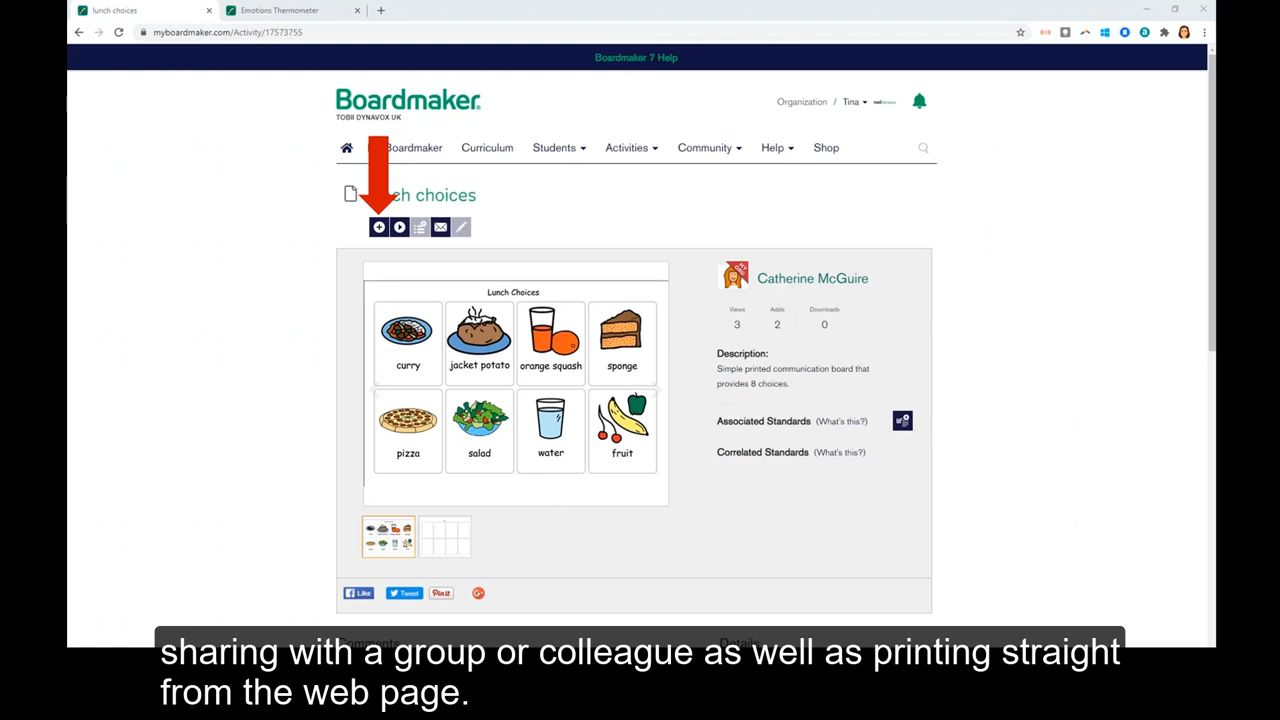 lunch choices
Emotions Thermometer
myboardmaker.com/Activity/17573755
Boardmaker 7 Help
Boardmaker.
TOBII DYNAVOX UK
Organization / Tina
Boardmaker Curriculum Students Activities Community Help Shop
ch choices
Catherine McGuire
Views Adds Downloads
3 2 0
Description:
Simple printed communication board that
provides 8 choices.
Associated Standards (What's this?)
Correlated Standards (What's this?)
Lunch Choices
curry jacket potato orange squash sponge
pizza salad water fruit
Like Tweet Pin it G+
Comments Details
sharing with a group or colleague as well as printing straight
from the web page.